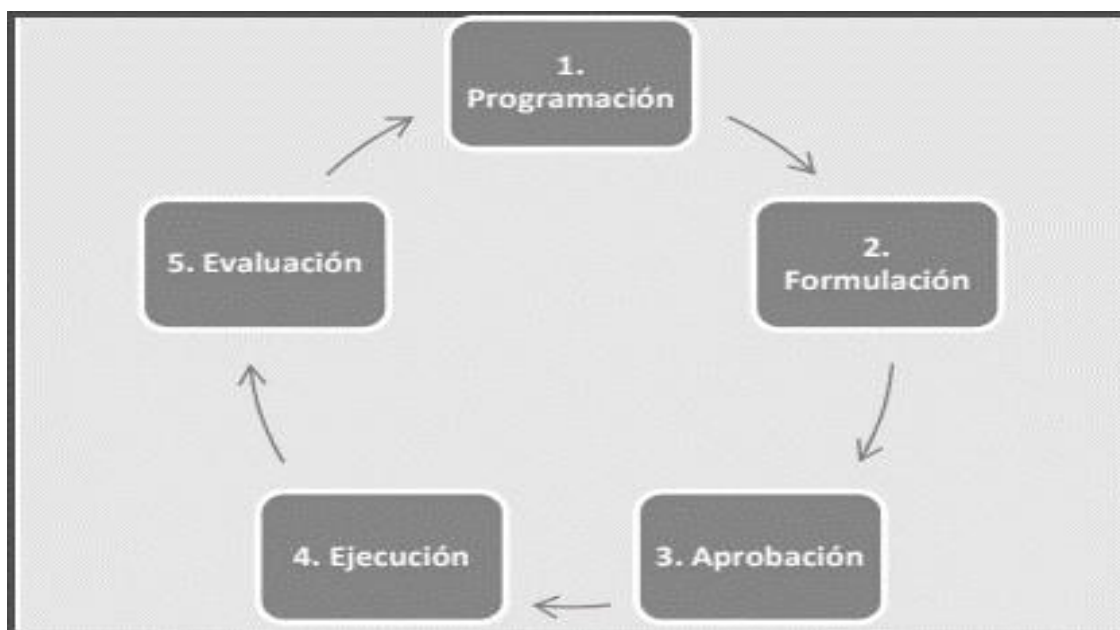 1.
Programación
2.
Formulación
3. Aprobación
4. Ejecución
5. Evaluación